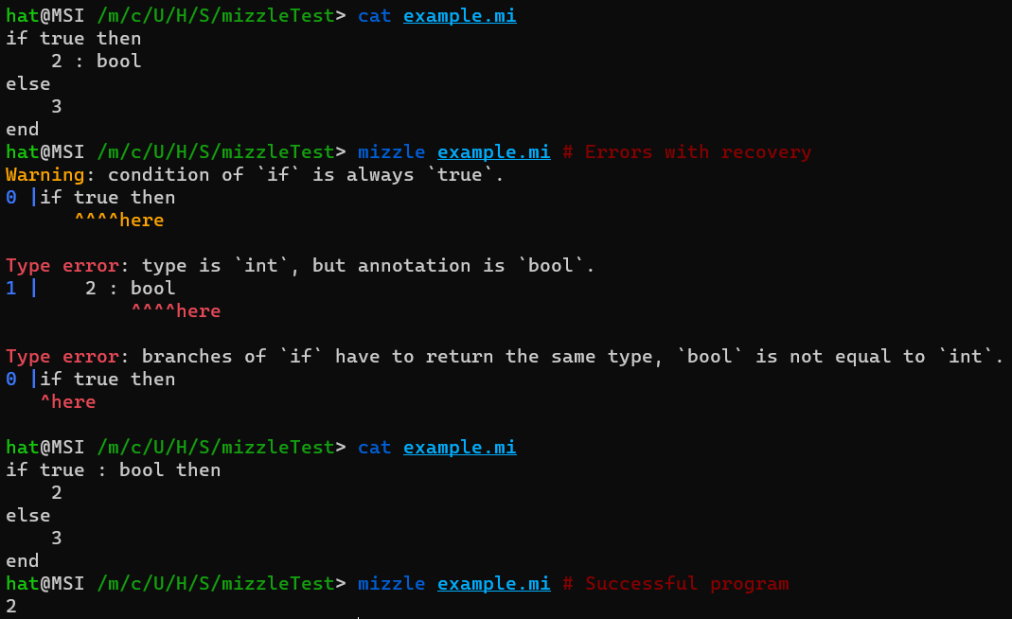 hat@MSI /m/c/U/H/S/mizzleTest> cat example.mi
if true then
    2 : bool
else
    3
end
hat@MSI /m/c/U/H/S/mizzleTest> mizzle example.mi # Errors with recovery
Warning: condition of `if` is always `true`.
0 |if true then
      ^^^^here

Type error: type is `int`, but annotation is `bool`.
1 |    2 : bool
           ^^^^here

Type error: branches of `if` have to return the same type, `bool` is not equal to `int`.
0 |if true then
   ^here

hat@MSI /m/c/U/H/S/mizzleTest> cat example.mi
if true : bool then
    2
else
    3
end
hat@MSI /m/c/U/H/S/mizzleTest> mizzle example.mi # Successful program
2